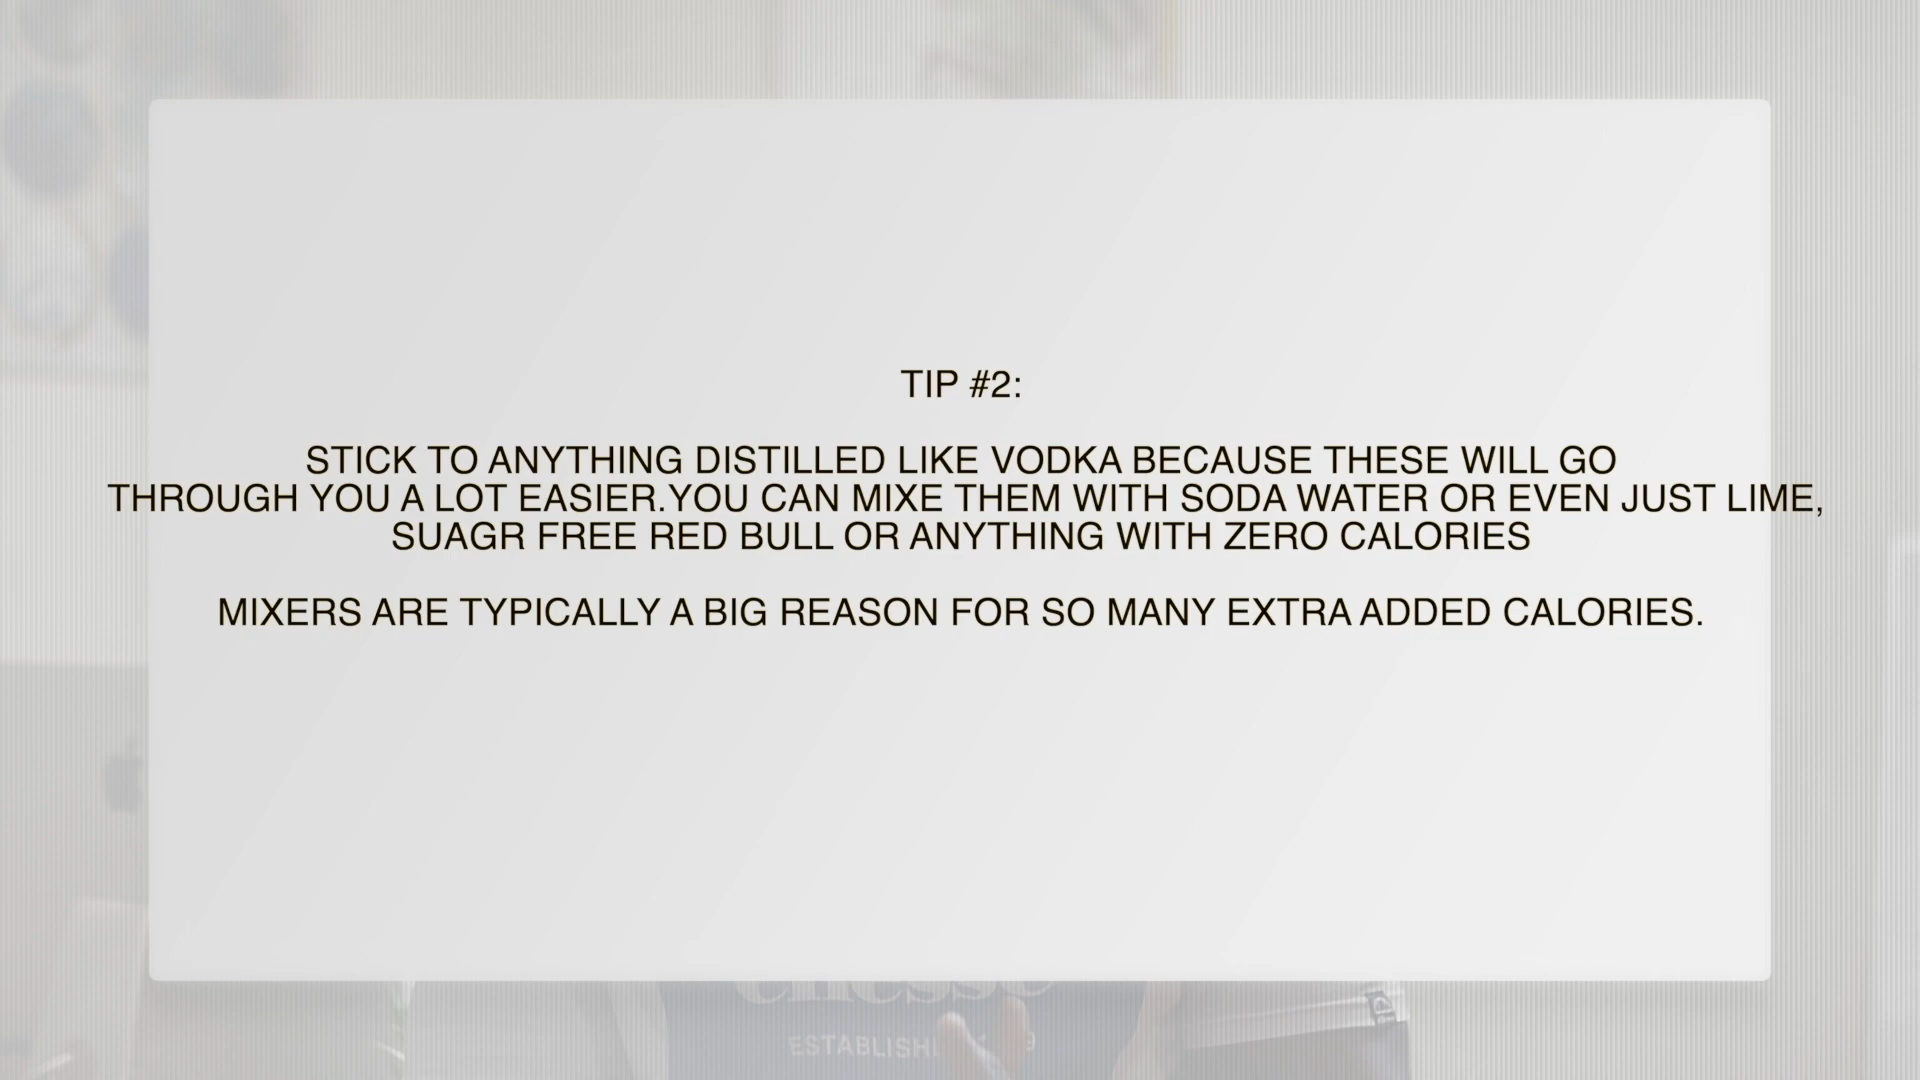 TIP #2:
STICK TO ANYTHING DISTILLED LIKE VODKA BECAUSE THESE WILL GO
THROUGH YOU A LOT EASIER.YOU CAN MIXE THEM WITH SODA WATER OR EVEN JUST LIME,
SUAGR FREE RED BULL OR ANYTHING WITH ZERO CALORIES
MIXERS ARE TYPICALLY A BIG REASON FOR SO MANY EXTRA ADDED CALORIES.